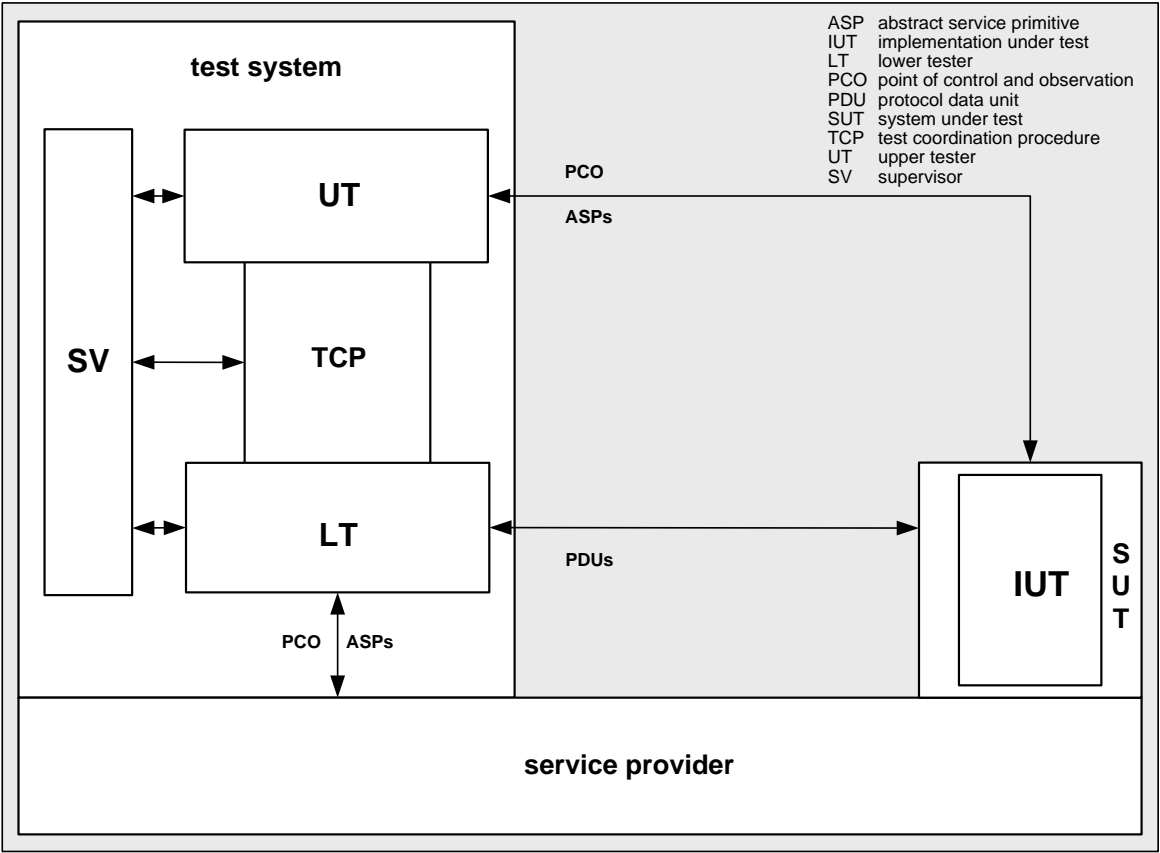 ASP abstract service primitive
IUT implementation under test
LT lower tester
PCO point of control and observation
PDU protocol data unit
SUT system under test
TCP test coordination procedure
UT upper tester
SV supervisor
test system
UT
PCO
ASPs
SV
TCP
LT
PDUs
IUT
S
U
T
PCO ASPs
service provider